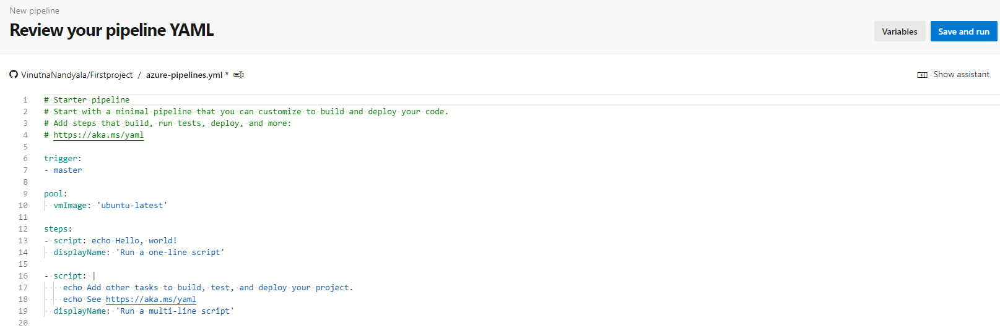 New pipeline
Review your pipeline YAML
Variables
Save and run
VinutnaNandyala/Firstproject / azure-pipelines.yml *
Show assistant
1 # Starter pipeline
2 # Start with a minimal pipeline that you can customize to build and deploy your code.
3 # Add steps that build, run tests, deploy, and more:
4 # https://aka.ms/yaml
5
6 trigger:
7 - master
8
9 pool:
10   vmImage: 'ubuntu-latest'
11
12 steps:
13 - script: echo Hello, world!
14   displayName: 'Run a one-line script'
15
16 - script: |
17     echo Add other tasks to build, test, and deploy your project.
18     echo See https://aka.ms/yaml
19   displayName: 'Run a multi-line script'
20